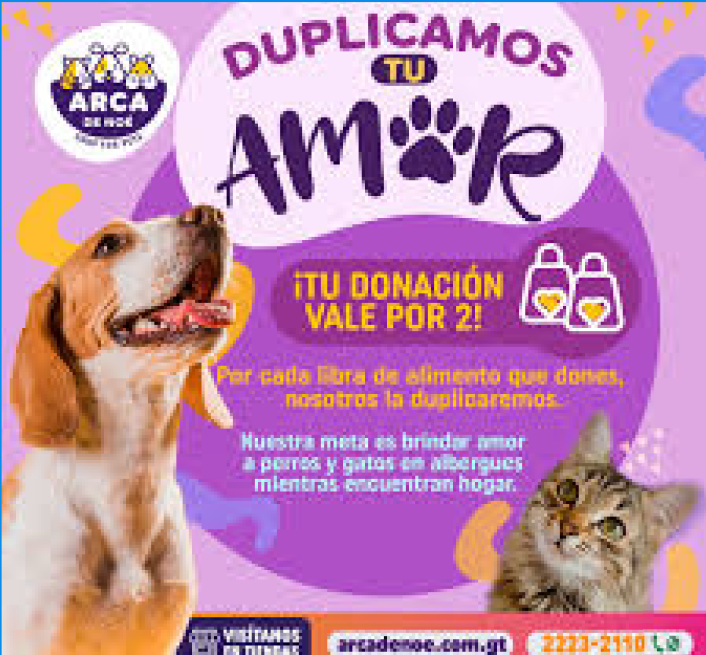 ARCA
DE NOÉ
DUPLICAMOS
TU
AMOR
¡TU DONACIÓN
VALE POR 2!
Por cada libra de alimento que dones,
nosotros la duplicaremos.
Nuestra meta es brindar amor
a perros y gatos en albergues
mientras encuentran hogar.
VISÍTANOS
EN TIENDAS
arcadenoe.com.gt
2223-2110